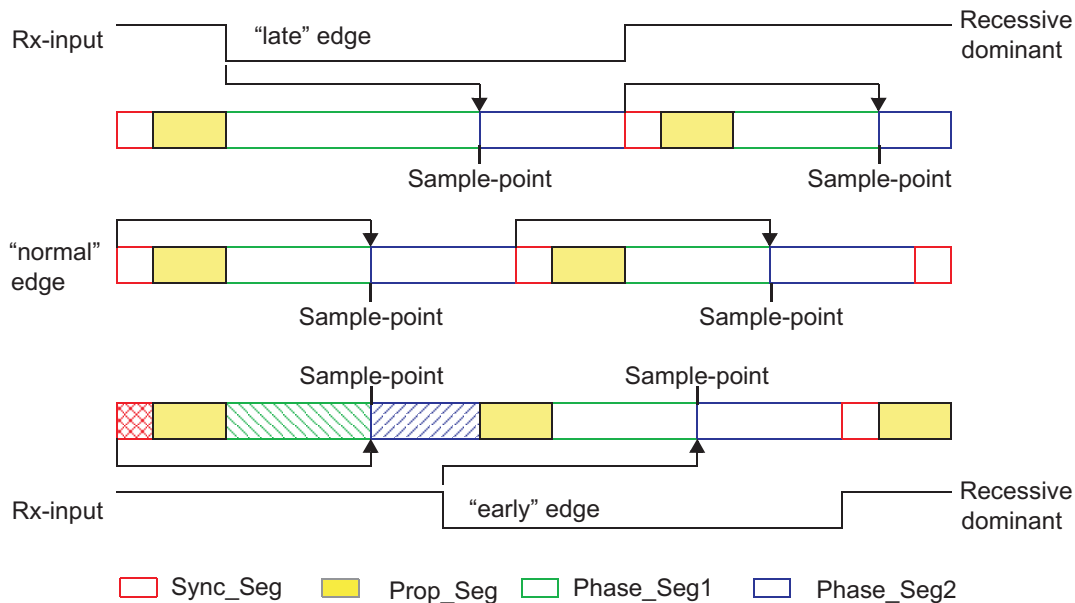 Rx-input
“late” edge
Recessive
dominant
Sample-point
Sample-point
“normal”
edge
Sample-point
Sample-point
Sample-point
Sample-point
Rx-input
“early” edge
Recessive
dominant
Sync_Seg
Prop_Seg
Phase_Seg1
Phase_Seg2